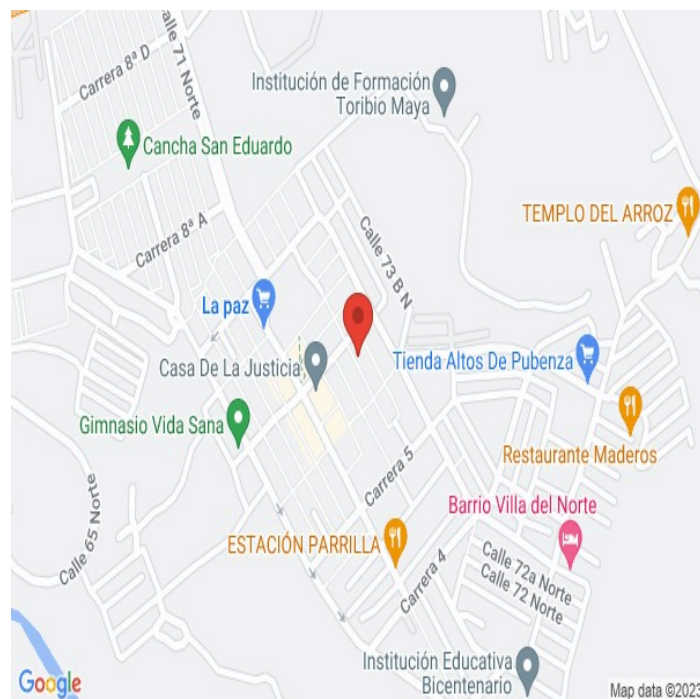 Carrera 8ª D
Calle 71 Norte
Institución de Formación
Toribio Maya
Cancha San Eduardo
TEMPLO DEL ARROZ
Carrera 8ª A
Calle 73 B N
La paz
Casa De La Justicia
Tienda Altos De Pubenza
Gimnasio Vida Sana
Restaurante Maderos
Carrera 5
Barrio Villa del Norte
Calle 65 Norte
ESTACIÓN PARRILLA
Calle 72a Norte
Calle 72 Norte
Carrera 4
Institución Educativa
Bicentenario
Google
Map data ©2023